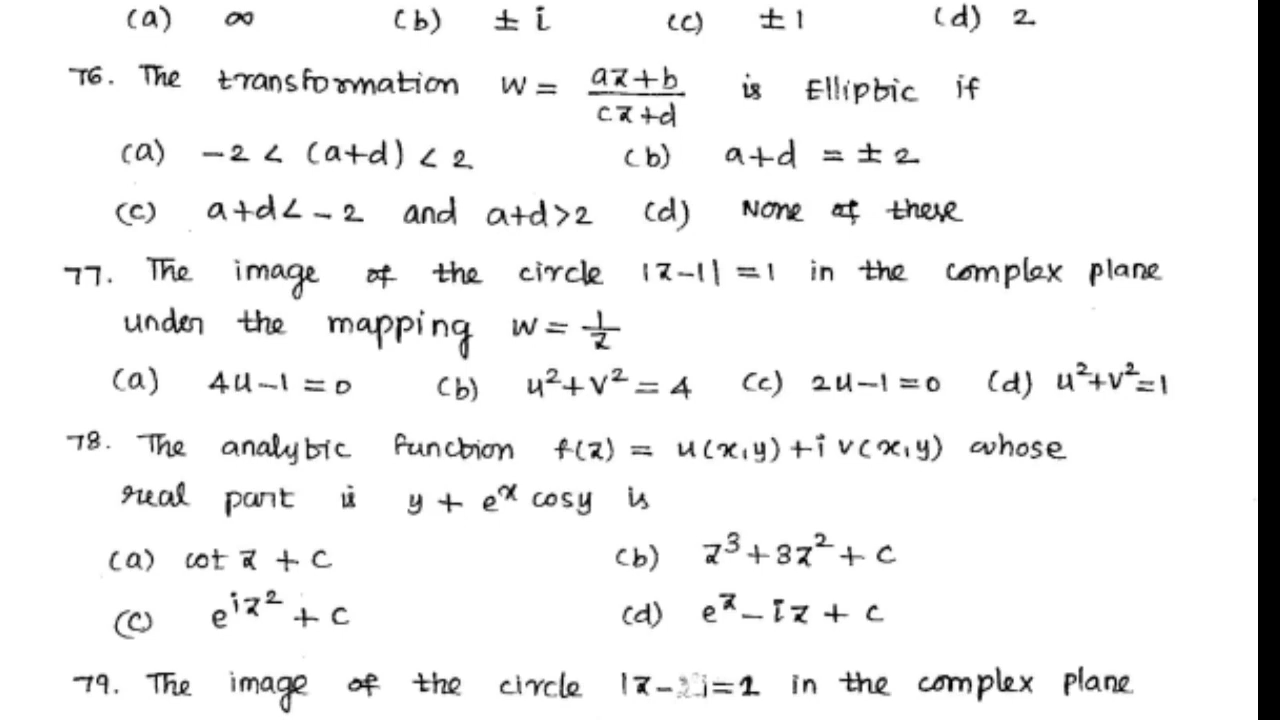 (a) ∞ (b) ± i (c) ±1 (d) 2
76. The transformation w = (az+b)/(cz+d) is Elliptic if
(a) -2 < (a+d) < 2 (b) a+d = ±2
(c) a+d < -2 and a+d>2 (d) None of these
77. The image of the circle |z-1| = 1 in the complex plane
under the mapping w = 1/z
(a) 4u-1 = 0 (b) u²+v² = 4 (c) 2u-1 = 0 (d) u²+v²=1
78. The analytic function f(z) = u(x,y) + i v(x,y) whose
real part is y + eˣ cosy is
(a) cot z + c (b) z³+3z² + c
(c) e^{iz²} + c (d) e^z - iz + c
79. The image of the circle in the complex plane